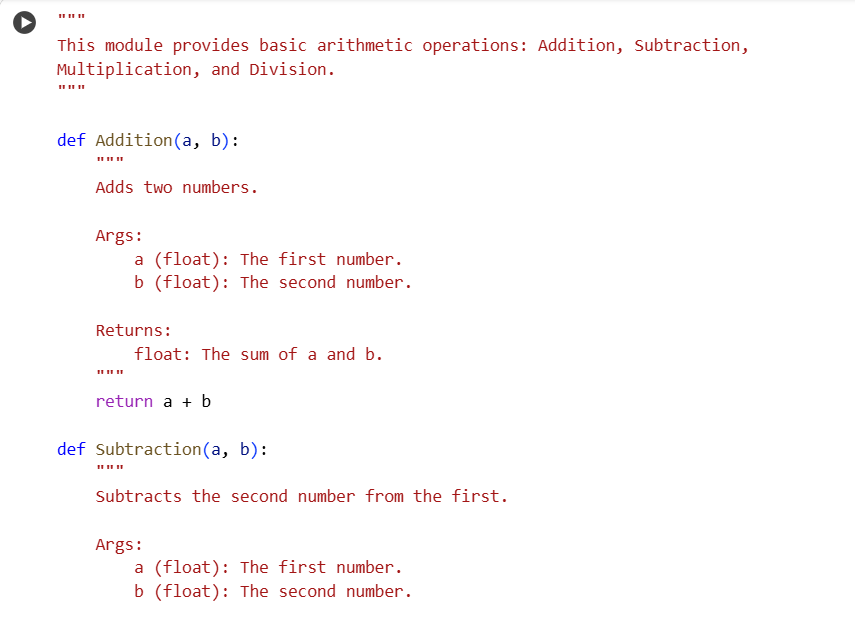 """
This module provides basic arithmetic operations: Addition, Subtraction,
Multiplication, and Division.
"""

def Addition(a, b):
    """
    Adds two numbers.

    Args:
        a (float): The first number.
        b (float): The second number.

    Returns:
        float: The sum of a and b.
    """
    return a + b

def Subtraction(a, b):
    """
    Subtracts the second number from the first.

    Args:
        a (float): The first number.
        b (float): The second number.